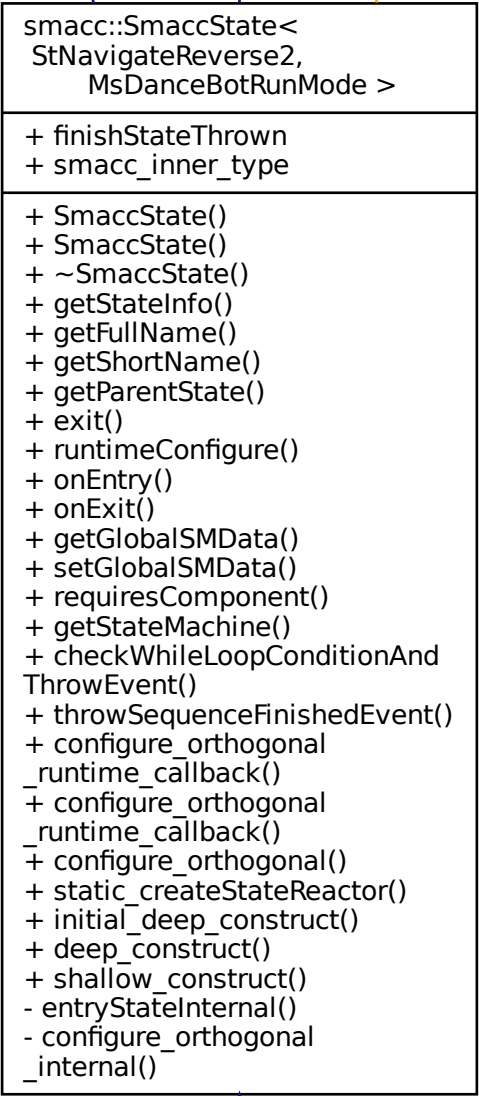 smacc::SmaccState<
StNavigateReverse2,
MsDanceBotRunMode >
+ finishStateThrown
+ smacc_inner_type
+ SmaccState()
+ SmaccState()
+ ~SmaccState()
+ getStateInfo()
+ getFullName()
+ getShortName()
+ getParentState()
+ exit()
+ runtimeConfigure()
+ onEntry()
+ onExit()
+ getGlobalSMData()
+ setGlobalSMData()
+ requiresComponent()
+ getStateMachine()
+ checkWhileLoopConditionAnd
ThrowEvent()
+ throwSequenceFinishedEvent()
+ configure_orthogonal
_runtime_callback()
+ configure_orthogonal
_runtime_callback()
+ configure_orthogonal()
+ static_createStateReactor()
+ initial_deep_construct()
+ deep_construct()
+ shallow_construct()
- entryStateInternal()
- configure_orthogonal
_internal()